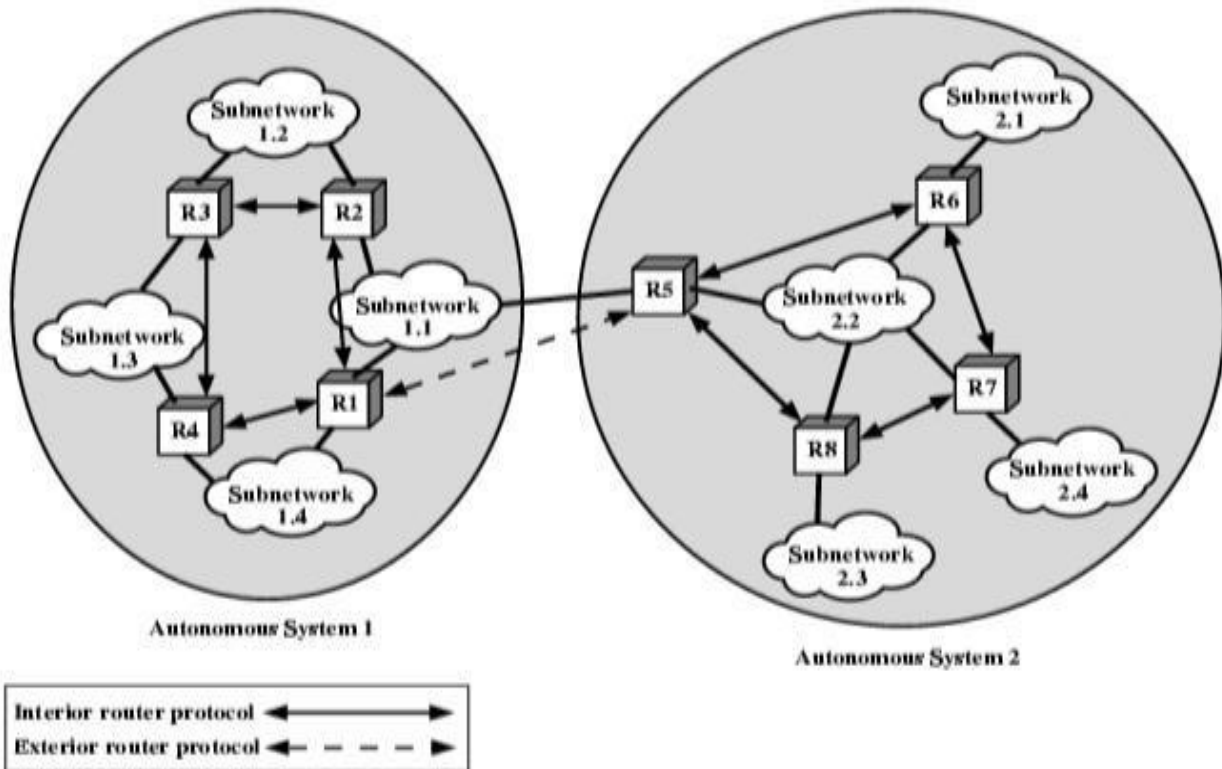 Subnetwork
1.2
R3
R2
Subnetwork
1.1
Subnetwork
1.3
R4
R1
Subnetwork
1.4
Autonomous System 1
Subnetwork
2.1
R6
R5
Subnetwork
2.2
R7
R8
Subnetwork
2.4
Subnetwork
2.3
Autonomous System 2
Interior router protocol
Exterior router protocol